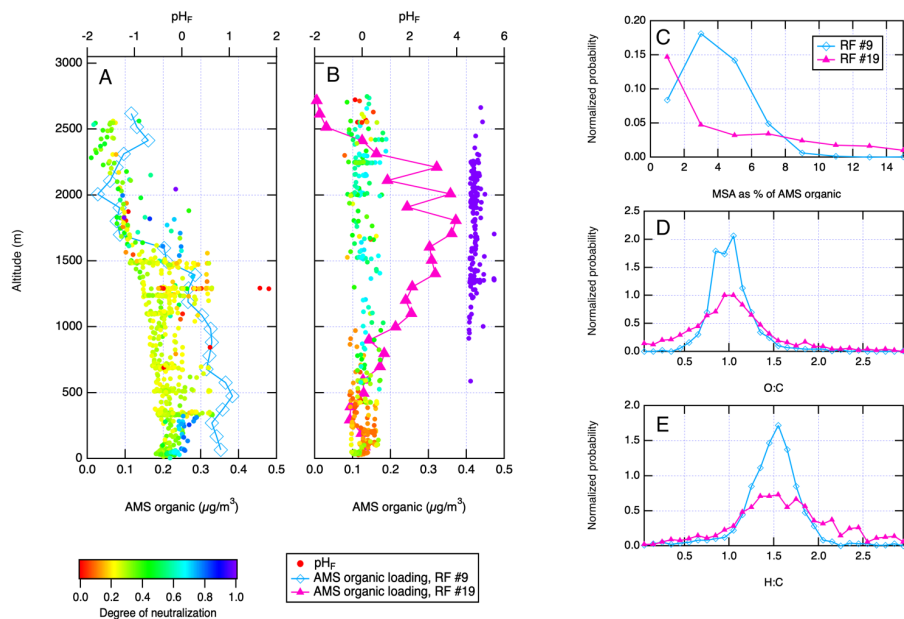 pHF
-2 -1 0 1 2
A
3000
2500
2000
1500
1000
500
0
Altitude (m)
0.0 0.1 0.2 0.3 0.4 0.5
AMS organic (µg/m³)
pHF
-2 0 2 4 6
B
0.0 0.1 0.2 0.3 0.4 0.5
AMS organic (µg/m³)
0.0 0.2 0.4 0.6 0.8 1.0
Degree of neutralization
pHF
AMS organic loading, RF #9
AMS organic loading, RF #19
C
RF #9
RF #19
0.20
0.15
0.10
0.05
0.00
Normalized probability
0 2 4 6 8 10 12 14
MSA as % of AMS organic
D
2.5
2.0
1.5
1.0
0.5
0.0
Normalized probability
0.5 1.0 1.5 2.0 2.5
O:C
E
2.0
1.5
1.0
0.5
0.0
Normalized probability
0.5 1.0 1.5 2.0 2.5
H:C